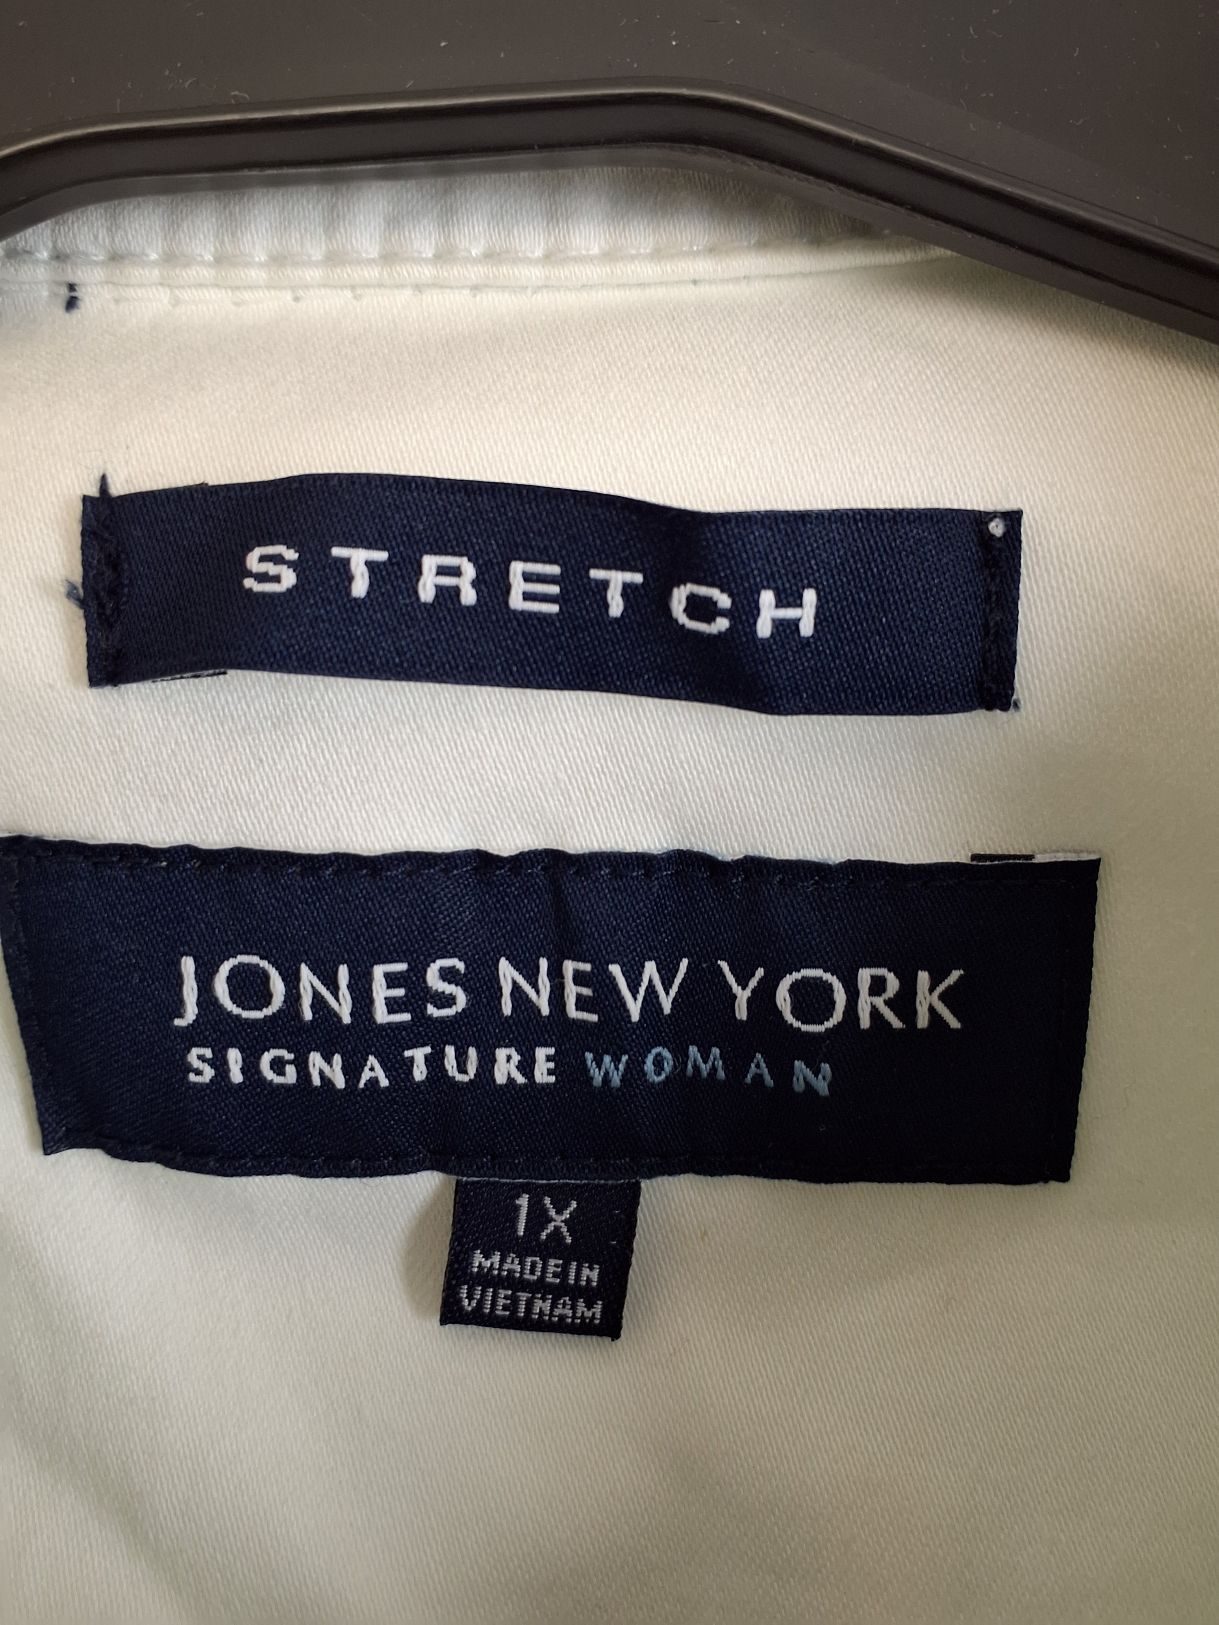 STRETCH
JONES NEW YORK
SIGNATURE WOMAN
1X
MADE IN
VIETNAM